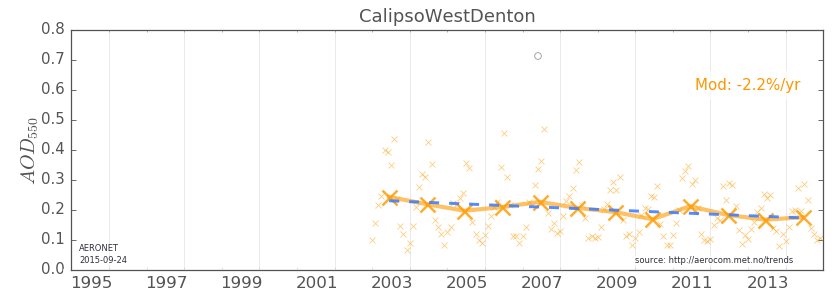 CalipsoWestDenton
0.8
0.7
0.6
0.5
0.4
0.3
0.2
0.1
0.0
AOD550
Mod: -2.2%/yr
AERONET
2015-09-24
source: http://aerocom.met.no/trends
1995 1997 1999 2001 2003 2005 2007 2009 2011 2013